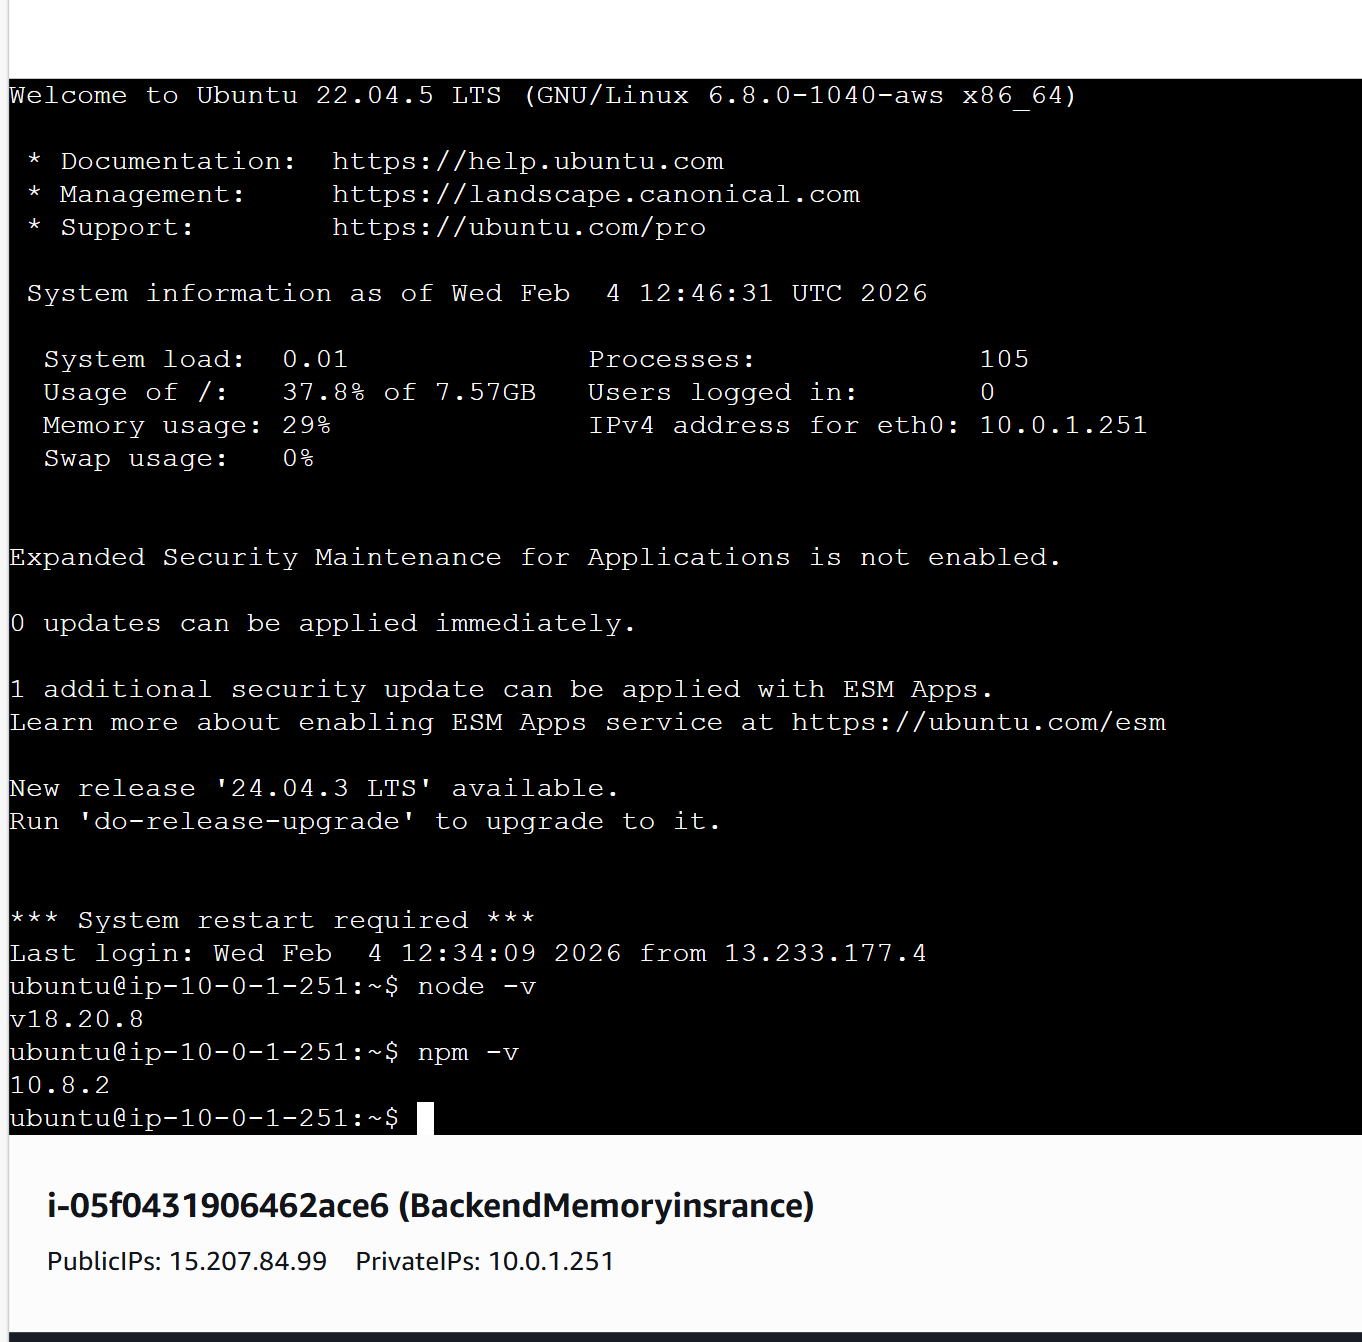 Welcome to Ubuntu 22.04.5 LTS (GNU/Linux 6.8.0-1040-aws x86_64)
* Documentation: https://help.ubuntu.com
* Management: https://landscape.canonical.com
* Support: https://ubuntu.com/pro
System information as of Wed Feb 4 12:46:31 UTC 2026
System load: 0.01 Processes: 105
Usage of /: 37.8% of 7.57GB Users logged in: 0
Memory usage: 29% IPv4 address for eth0: 10.0.1.251
Swap usage: 0%
Expanded Security Maintenance for Applications is not enabled.
0 updates can be applied immediately.
1 additional security update can be applied with ESM Apps.
Learn more about enabling ESM Apps service at https://ubuntu.com/esm
New release '24.04.3 LTS' available.
Run 'do-release-upgrade' to upgrade to it.
*** System restart required ***
Last login: Wed Feb 4 12:34:09 2026 from 13.233.177.4
ubuntu@ip-10-0-1-251:~$ node -v
v18.20.8
ubuntu@ip-10-0-1-251:~$ npm -v
10.8.2
ubuntu@ip-10-0-1-251:~$
i-05f0431906462ace6 (BackendMemoryinsrance)
PublicIPs: 15.207.84.99 PrivateIPs: 10.0.1.251